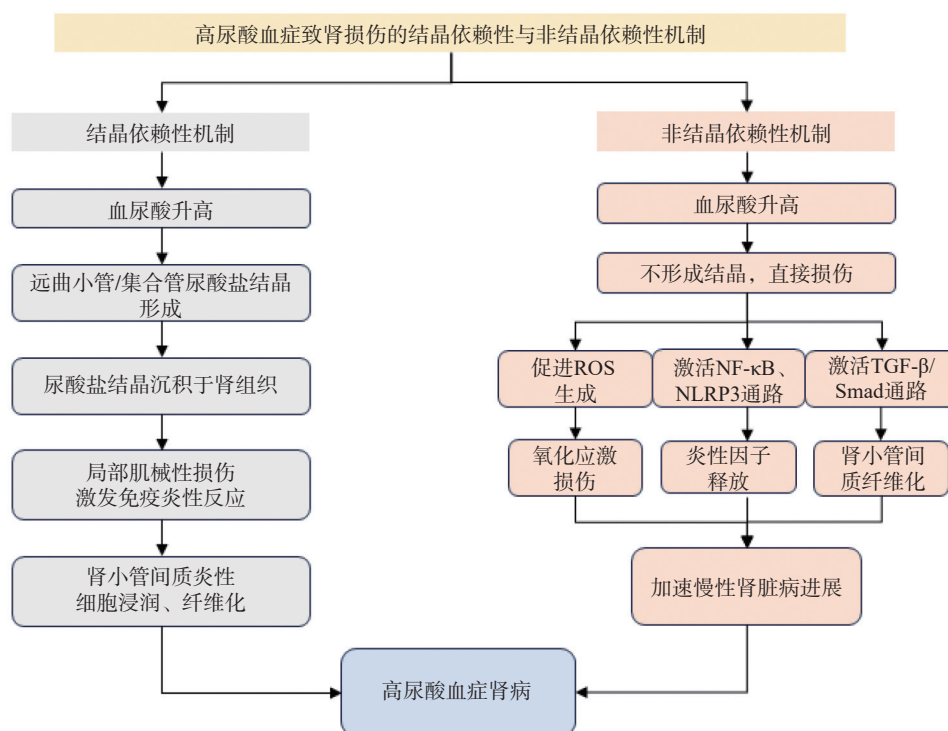 高尿酸血症致肾损伤的结晶依赖性与非结晶依赖性机制
结晶依赖性机制
血尿酸升高
远曲小管/集合管尿酸盐结晶
形成
尿酸盐结晶沉积于肾组织
局部肌械性损伤
激发免疫炎性反应
肾小管间质炎性
细胞浸润、纤维化
非结晶依赖性机制
血尿酸升高
不形成结晶，直接损伤
促进ROS
生成
氧化应激
损伤
激活NF-κB、
NLRP3通路
炎性因子
释放
激活TGF-β/
Smad通路
肾小管间
质纤维化
加速慢性肾脏病进展
高尿酸血症肾病